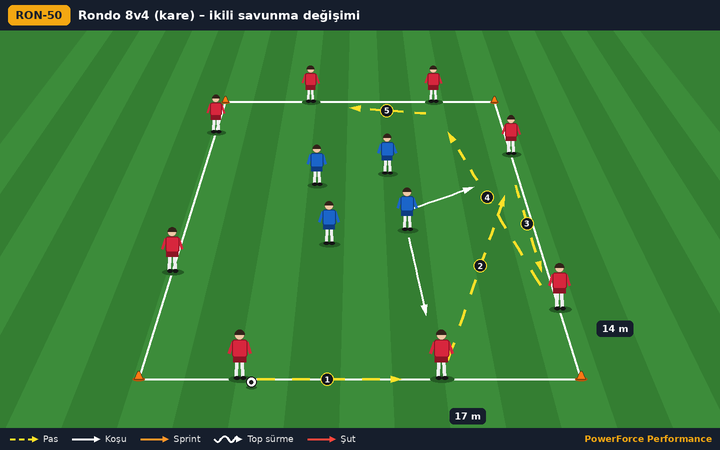 RON-50 Rondo 8v4 (kare) – ikili savunma değişimi
5
4
3
2
14 m
1
17 m
Pas Koşu Sprint Top sürme Şut PowerForce Performance